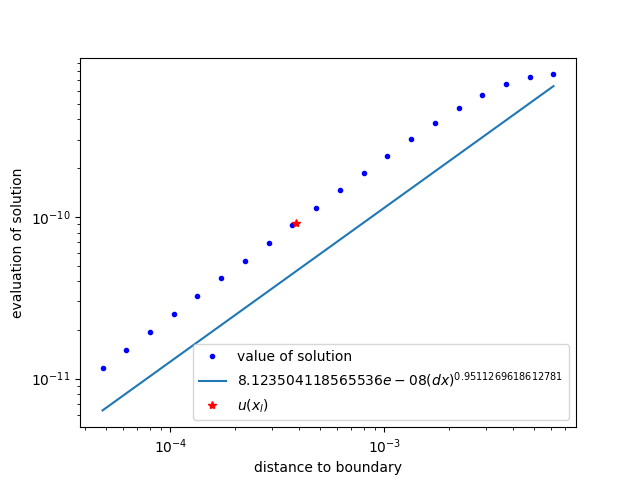 evaluation of solution
10⁻¹⁰
10⁻¹¹
value of solution
8.123504118565536e − 08(dx)^0.9511269618612781
u(x_l)
10⁻⁴
10⁻³
distance to boundary